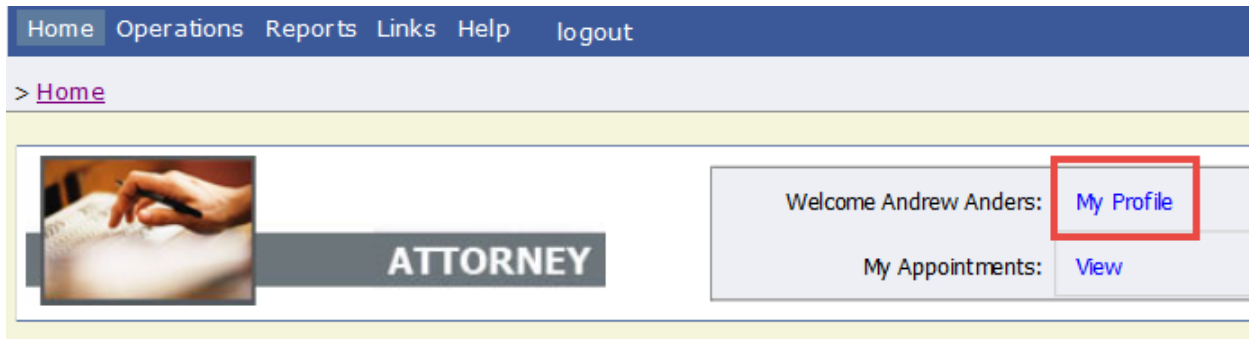 Home Operations Reports Links Help logout
> Home
ATTORNEY
Welcome Andrew Anders: My Profile
My Appointments: View